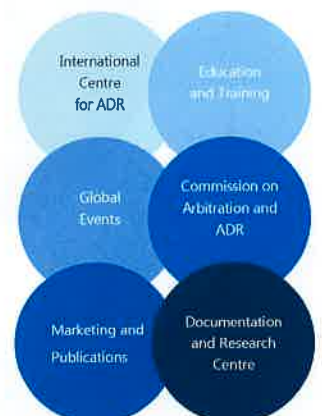 International
Centre
for ADR
Education
and Training
Global
Events
Commission on
Arbitration and
ADR
Marketing and
Publications
Documentation
and Research
Centre